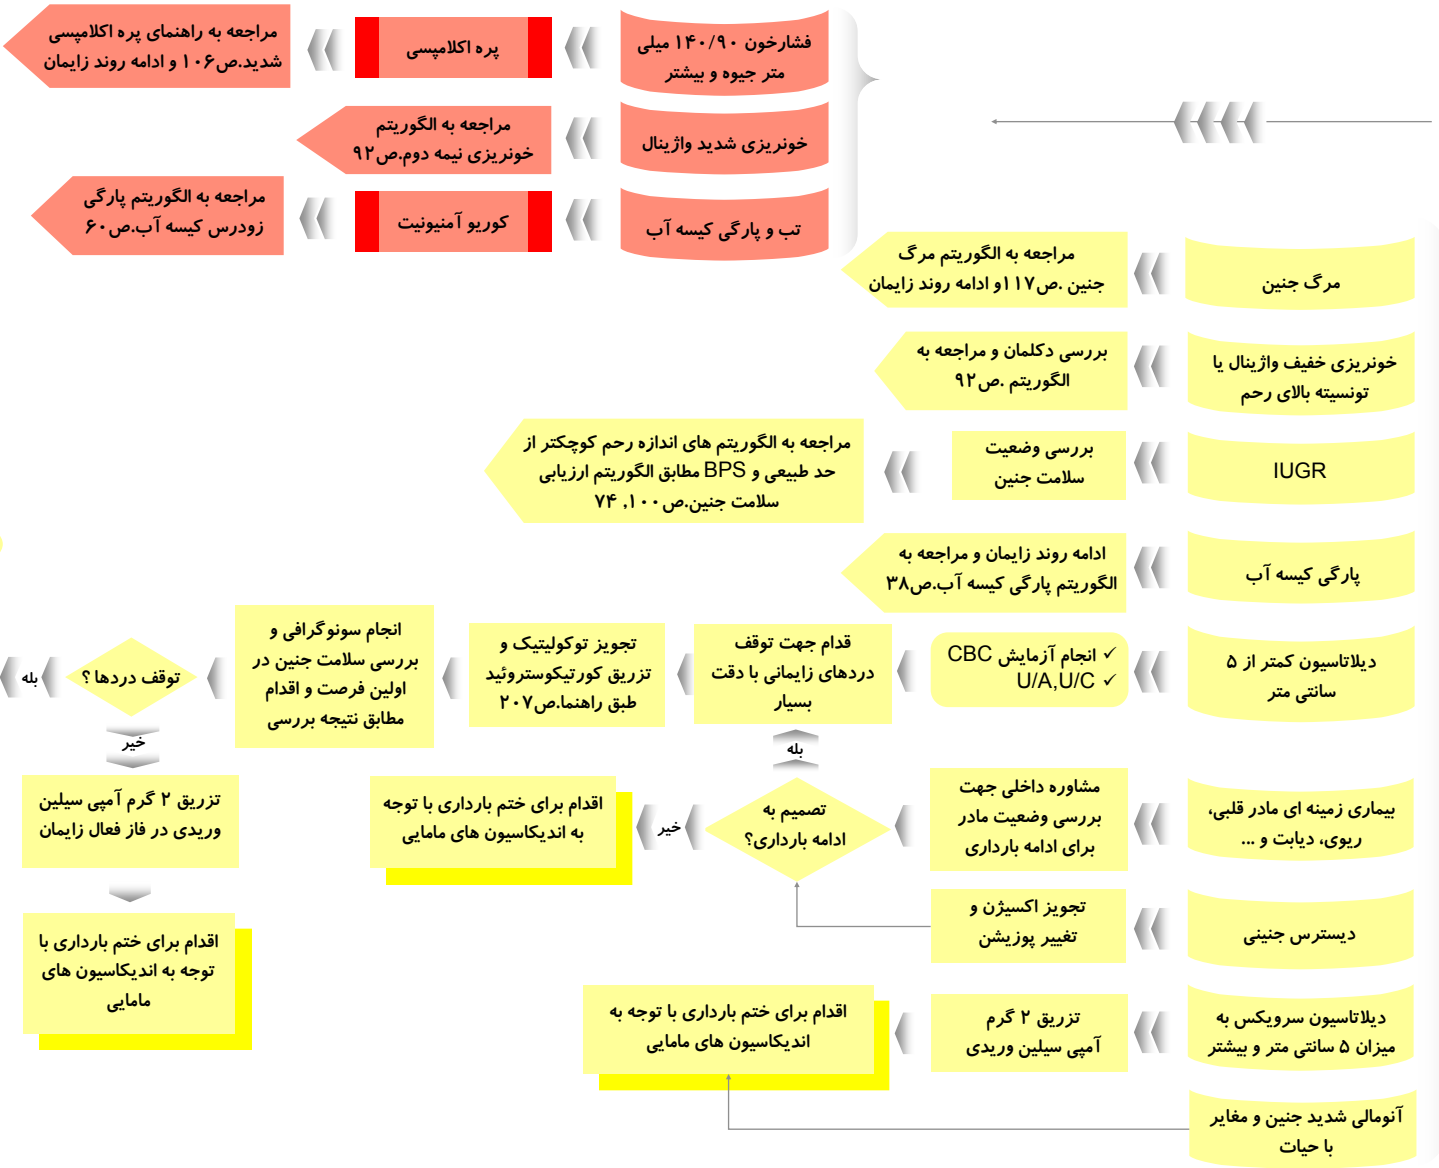 فشارخون ۱۴۰/۹۰ میلی
متر جیوه و بیشتر
پره اکلامپسی
مراجعه به راهنمای پره اکلامپسی
شدید.ص۱۰۶ و ادامه روند زایمان
خونریزی شدید واژینال
مراجعه به الگوریتم
خونریزی نیمه دوم.ص۹۲
تب و پارگی کیسه آب
کوریو آمنیونیت
مراجعه به الگوریتم پارگی
زودرس کیسه آب.ص۶۰
مرگ جنین
مراجعه به الگوریتم مرگ
جنین .ص۱۱۷و ادامه روند زایمان
خونریزی خفیف واژینال یا
تونسیته بالای رحم
بررسی دکلمان و مراجعه به
الگوریتم .ص۹۲
IUGR
بررسی وضعیت
سلامت جنین
مراجعه به الگوریتم های اندازه رحم کوچکتر از
حد طبیعی و BPS مطابق الگوریتم ارزیابی
سلامت جنین.ص۱۰۰, ۷۴
پارگی کیسه آب
ادامه روند زایمان و مراجعه به
الگوریتم پارگی کیسه آب.ص۳۸
دیلاتاسیون کمتر از ۵
سانتی متر
✓ انجام آزمایش CBC
✓ U/A,U/C
قدام جهت توقف
دردهای زایمانی با دقت
بسیار
تجویز توکولیتیک و
تزریق کورتیکوستروئید
طبق راهنما.ص۲۰۷
انجام سونوگرافی و
بررسی سلامت جنین در
اولین فرصت و اقدام
مطابق نتیجه بررسی
توقف دردها ؟
بله
خیر
تزریق ۲ گرم آمپی سیلین
وریدی در فاز فعال زایمان
اقدام برای ختم بارداری با
توجه به اندیکاسیون های
مامایی
بیماری زمینه ای مادر قلبی،
ریوی، دیابت و ...
مشاوره داخلی جهت
بررسی وضعیت مادر
برای ادامه بارداری
تصمیم به
ادامه بارداری؟
بله
خیر
اقدام برای ختم بارداری با توجه
به اندیکاسیون های مامایی
دیسترس جنینی
تجویز اکسیژن و
تغییر پوزیشن
دیلاتاسیون سرویکس به
میزان ۵ سانتی متر و بیشتر
تزریق ۲ گرم
آمپی سیلین وریدی
اقدام برای ختم بارداری با توجه به
اندیکاسیون های مامایی
آنومالی شدید جنین و مغایر
با حیات